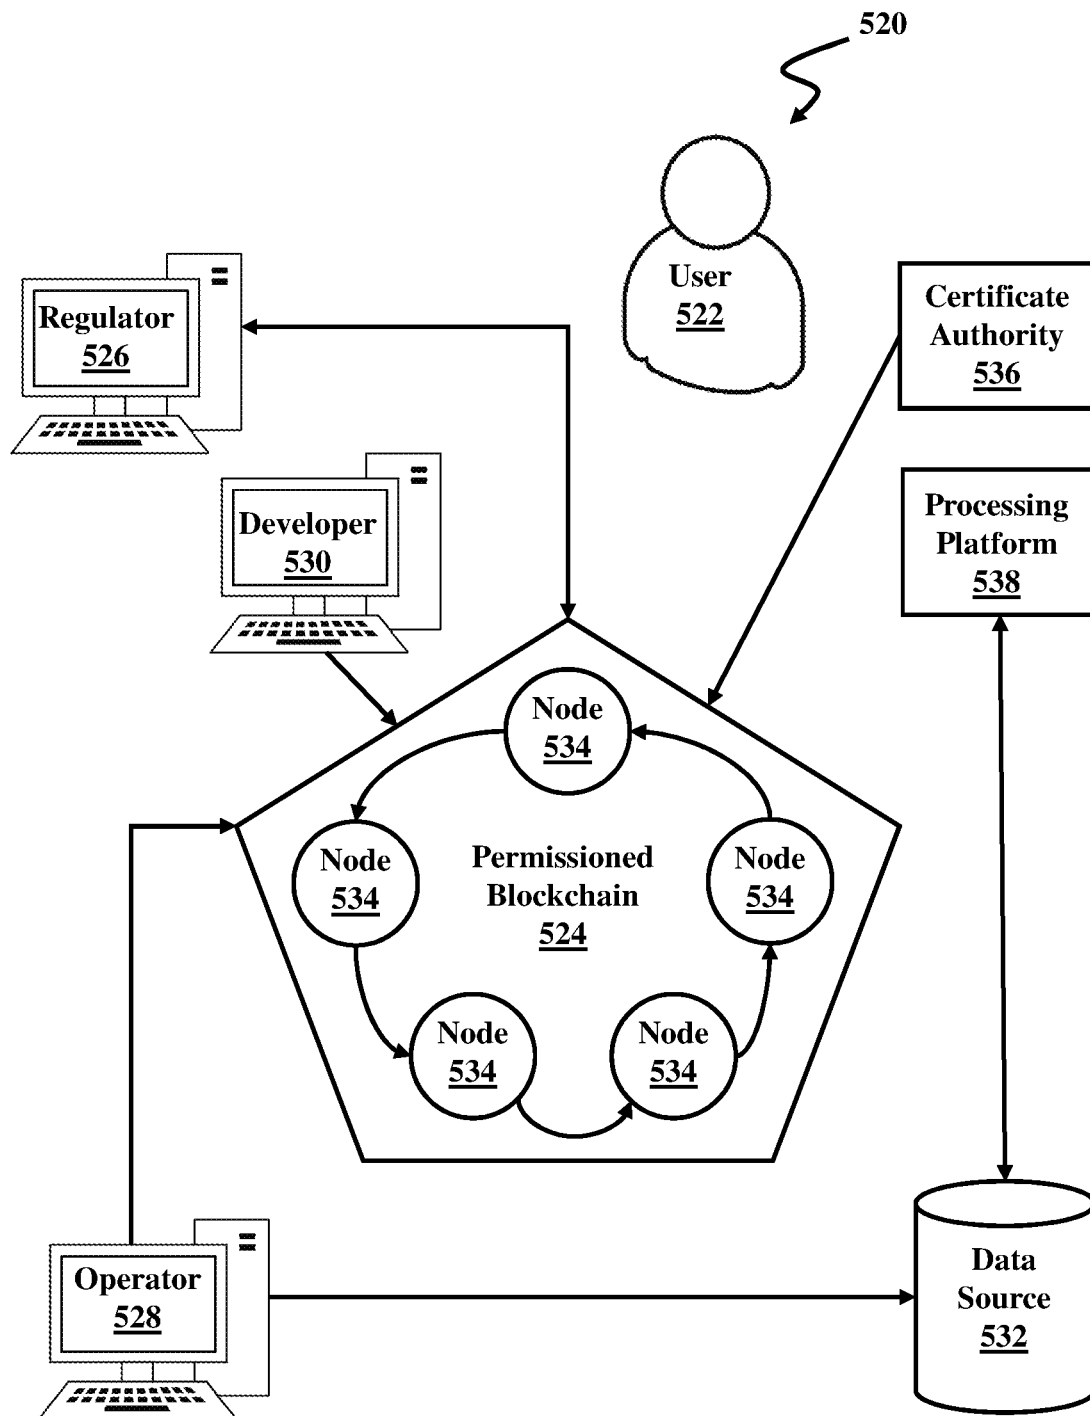 520
User
522
Certificate
Authority
536
Regulator
526
Processing
Platform
538
Developer
530
Node
534
Node
534
Permissioned
Blockchain
524
Node
534
Node
534
Node
534
Operator
528
Data
Source
532